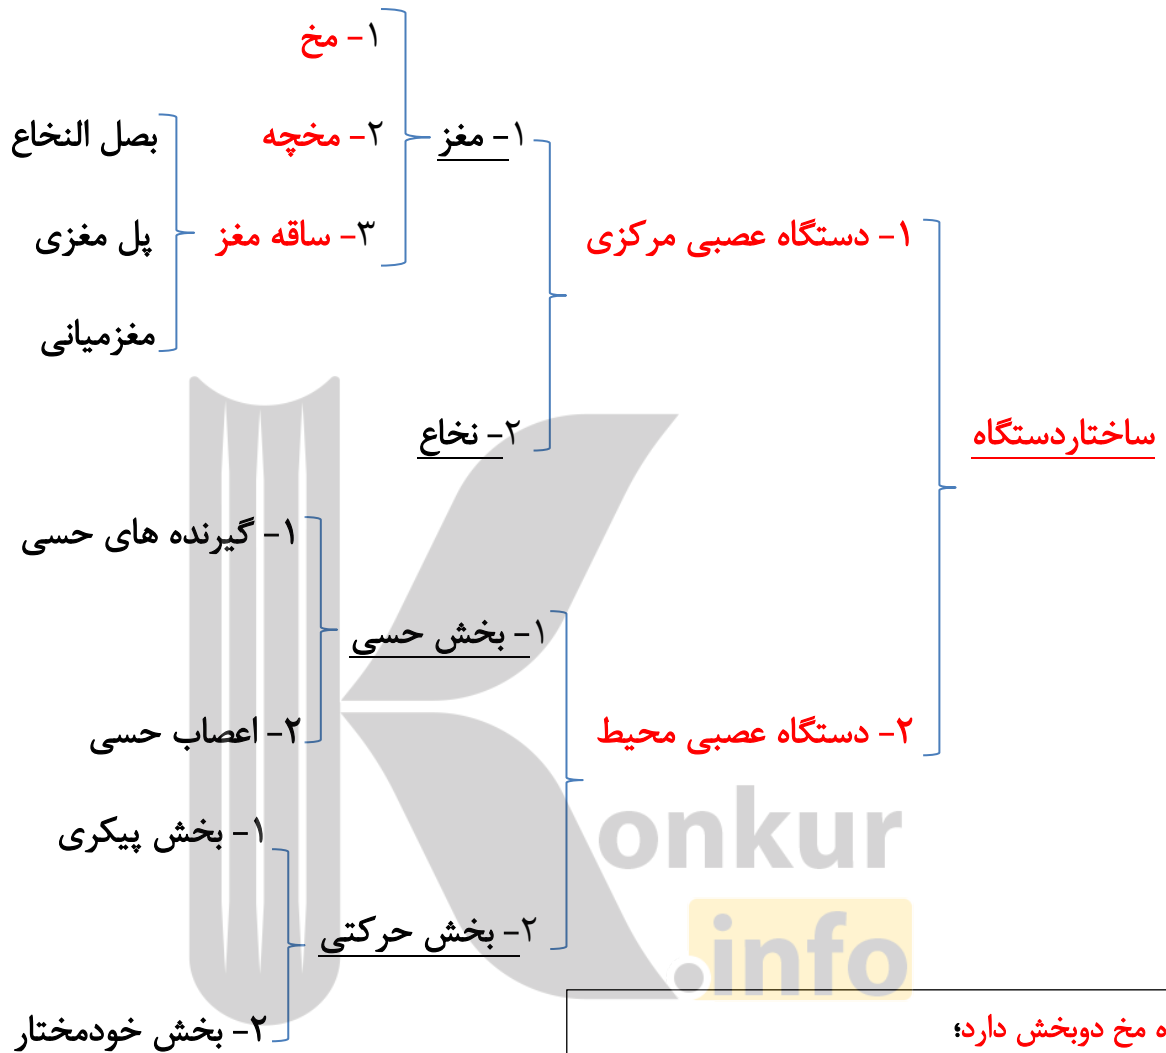 ساختاردستگاه
۱- دستگاه عصبی مرکزی
۱- مغز
۱- مخ
۲- مخچه
۳- ساقه مغز
بصل النخاع
پل مغزی
مغزمیانی
۲- نخاع
۲- دستگاه عصبی محیط
۱- بخش حسی
۱- گیرنده های حسی
۲- اعصاب حسی
۲- بخش حرکتی
۱- بخش پیکری
۲- بخش خودمختار
konkur
.info
ه مخ دوبخش دارد؛